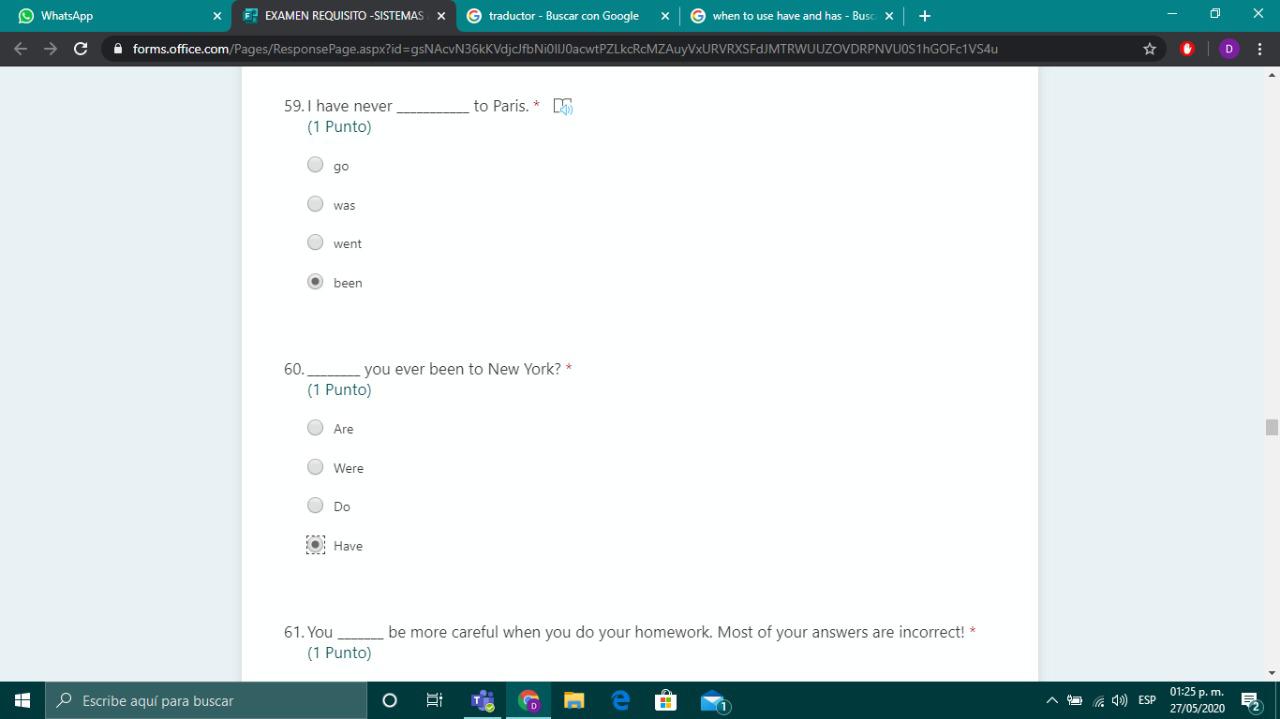 WhatsApp
EXAMEN REQUISITO -SISTEMAS
traductor - Buscar con Google
when to use have and has - Busc
forms.office.com/Pages/ResponsePage.aspx?id=gsNAcvN36kKVdjcJfbNi0lIJ0acwtPZLkcRcMZAuyVxURVRXSFdJMTRWUUZOVDRPNVU0S1hGOFc1VS4u
D
59. I have never ___________ to Paris. *
(1 Punto)
go
was
went
been
60. ________ you ever been to New York? *
(1 Punto)
Are
Were
Do
Have
61. You _______ be more careful when you do your homework. Most of your answers are incorrect! *
(1 Punto)
Escribe aquí para buscar
D
1
ESP
01:25 p. m.
27/05/2020
2